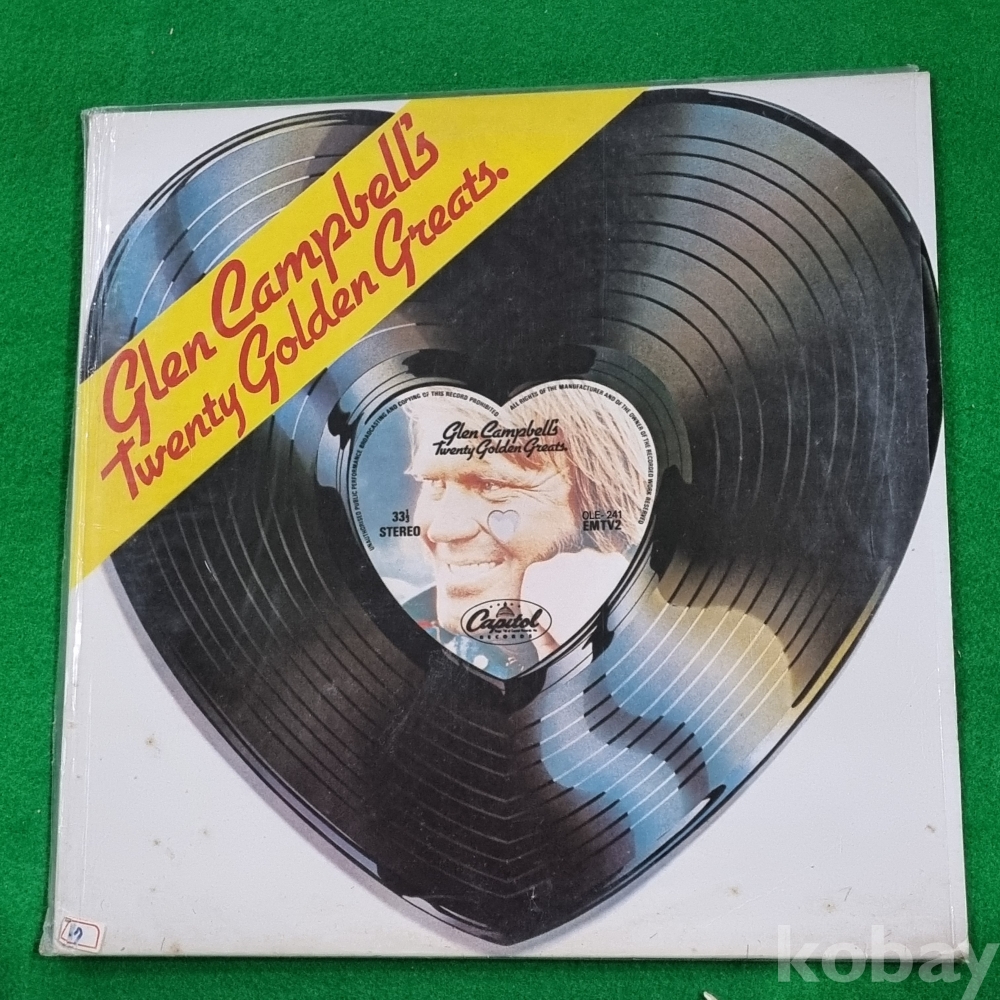 Glen Campbell's
Twenty Golden Greats.
UNAUTHORISED PUBLIC PERFORMANCE BROADCASTING AND COPYING OF THIS RECORD PROHIBITED
ALL RIGHTS OF THE MANUFACTURER AND OF THE OWNER OF THE RECORDED WORK RESERVED
Glen Campbell's
Twenty Golden Greats.
33⅓
STEREO
OLE-241
EMTV2
Capitol
RECORDS
kobay